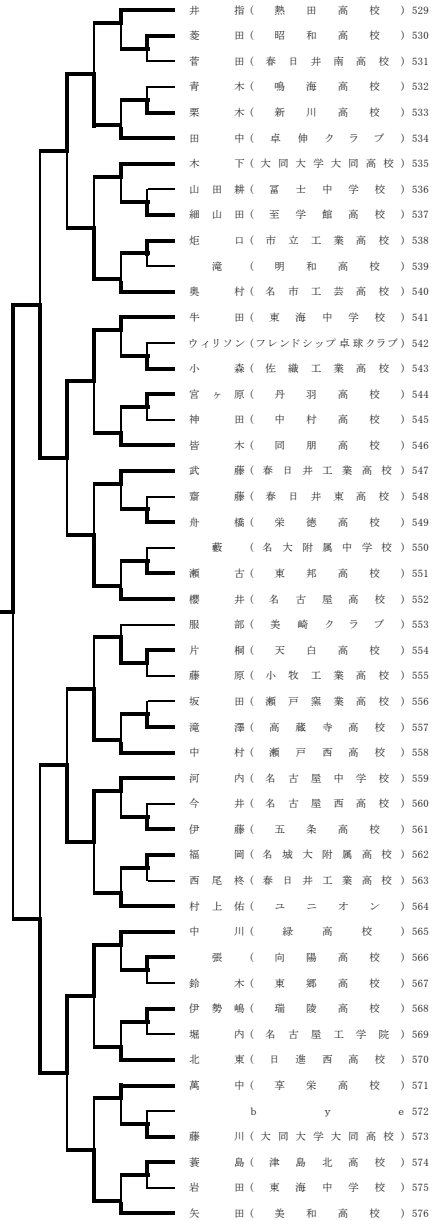 井指(熱田高校)529
菱田(昭和高校)530
菅田(春日井南高校)531
青木(鳴海高校)532
栗木(新川高校)533
田中(卓伸クラブ)534
木下(大同大学大同高校)535
山田耕(冨士中学校)536
細山田(至学館高校)537
炬口(市立工業高校)538
滝(明和高校)539
奥村(名市工芸高校)540
牛田(東海中学校)541
ウィリソン(フレンドシップ卓球クラブ)542
小森(佐織工業高校)543
宮ヶ原(丹羽高校)544
神田(中村高校)545
皆木(同朋高校)546
武藤(春日井工業高校)547
齋藤(春日井東高校)548
舟橋(栄徳高校)549
藪(名大附属中学校)550
瀬古(東邦高校)551
櫻井(名古屋高校)552
服部(美崎クラブ)553
片桐(天白高校)554
藤原(小牧工業高校)555
坂田(瀬戸窯業高校)556
滝澤(高蔵寺高校)557
中村(瀬戸西高校)558
河内(名古屋中学校)559
今井(名古屋西高校)560
伊藤(五条高校)561
福岡(名城大附属高校)562
西尾柊(春日井工業高校)563
村上佑(ユニオン)564
中川(緑高校)565
張(向陽高校)566
鈴木(東郷高校)567
伊勢嶋(瑞陵高校)568
堀内(名古屋工学院)569
北東(日進西高校)570
萬中(享栄高校)571
bye572
藤川(大同大学大同高校)573
蓑島(津島北高校)574
岩田(東海中学校)575
矢田(美和高校)576